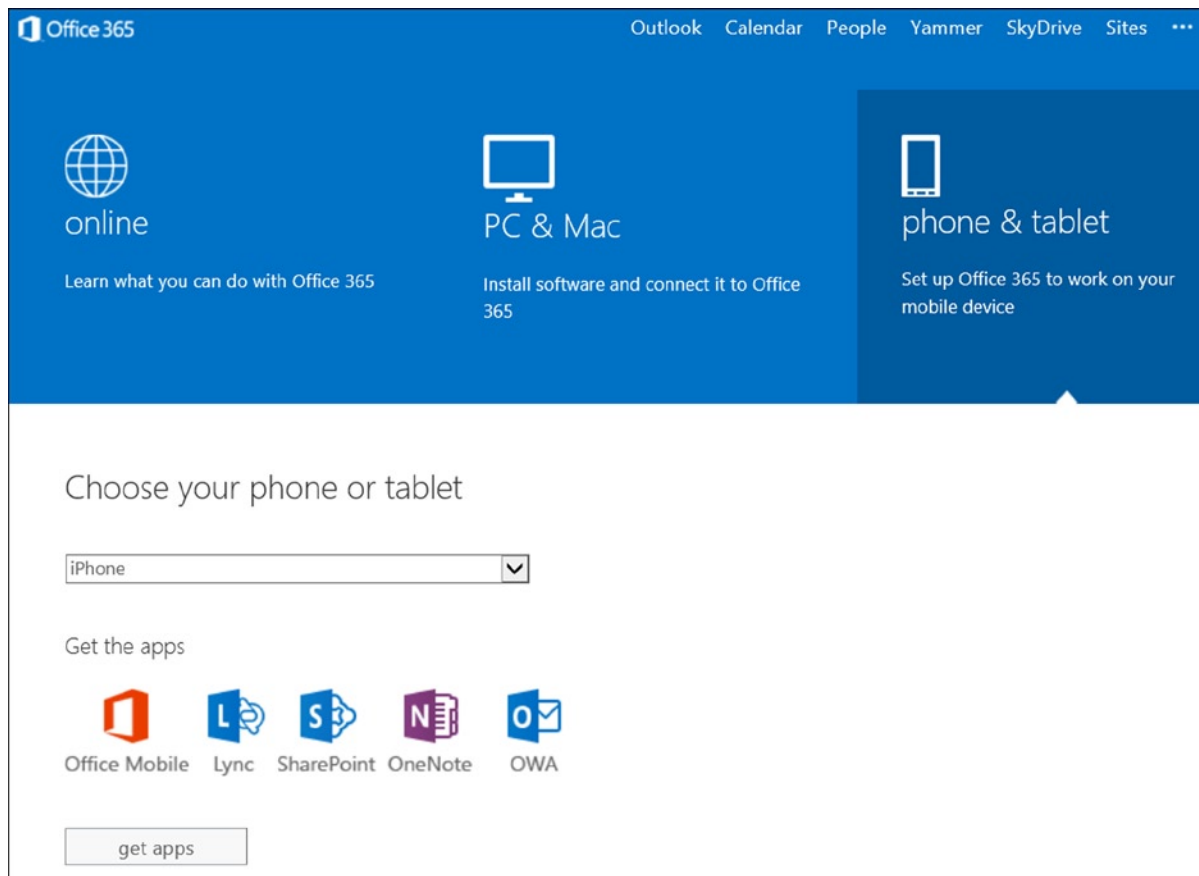 Office 365
Outlook Calendar People Yammer SkyDrive Sites •••
online
Learn what you can do with Office 365
PC & Mac
Install software and connect it to Office
365
phone & tablet
Set up Office 365 to work on your
mobile device
Choose your phone or tablet
iPhone
Get the apps
Office Mobile Lync SharePoint OneNote OWA
get apps